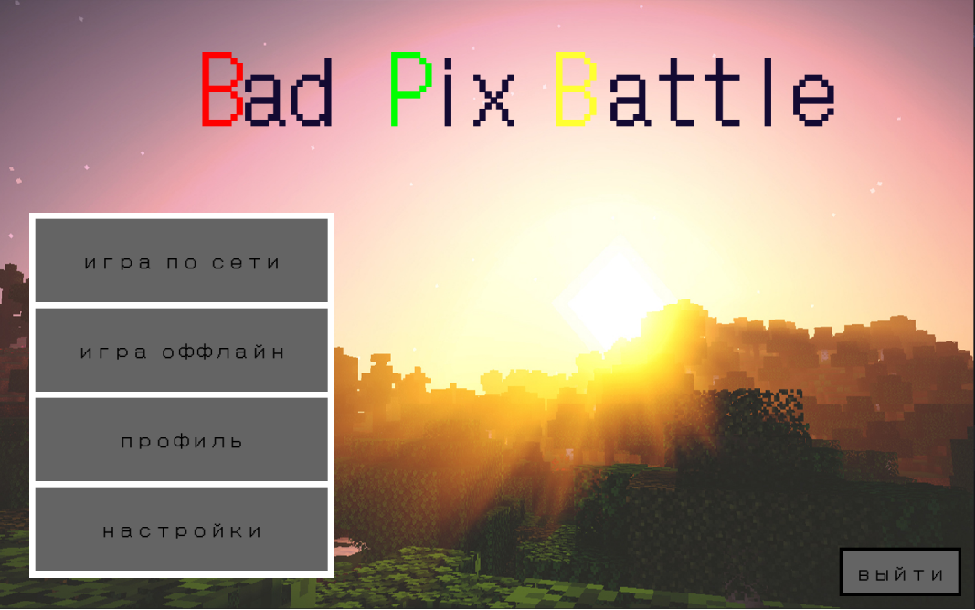 Bad Pix Battle
игра по сети
игра оффлайн
профиль
настройки
выйти